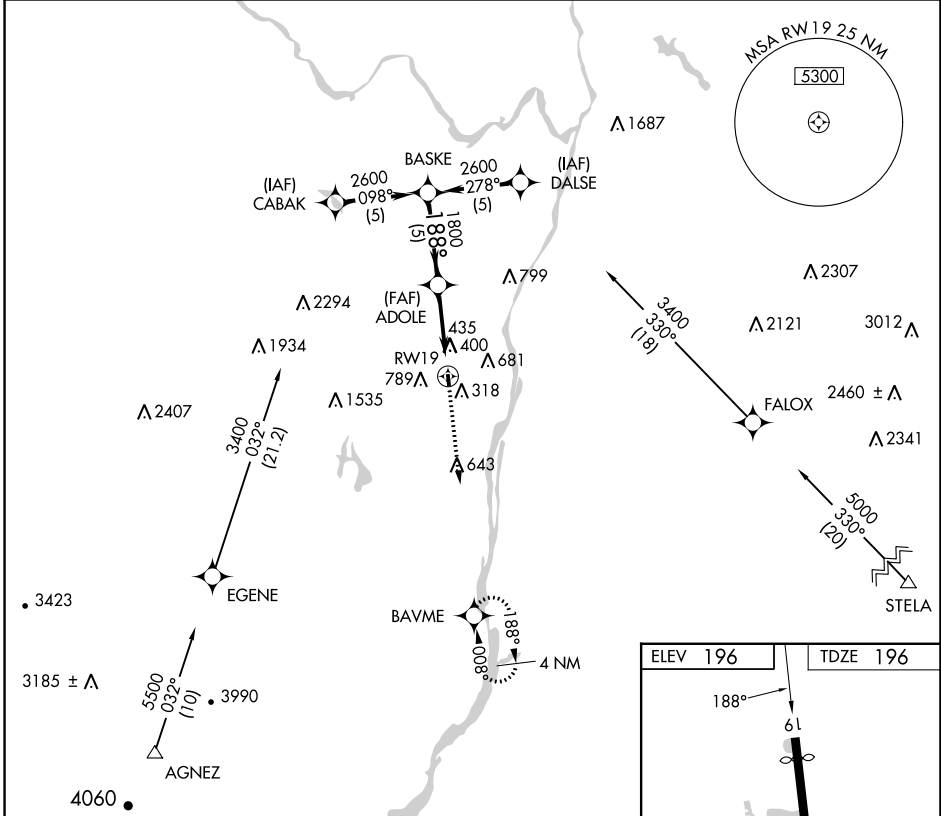 MSA RW19 25 NM
5300
1687
BASKE
(IAF)
CABAK
2600
098°
(5)
2600
278°
(5)
(IAF)
DALSE
1800
188°
(5)
799
2307
2294
(FAF)
ADOLE
3400
330°
(18)
2121
3012
435
400
1934
RW19
681
789
318
2460 ±
1535
FALOX
2407
2341
3400
032°
(21.2)
643
5000
330°
(20)
EGENE
STELA
3423
BAVME
188°
008°
4 NM
ELEV 196
TDZE 196
3185 ±
188°
5500
032°
(10)
3990
19
AGNEZ
4060